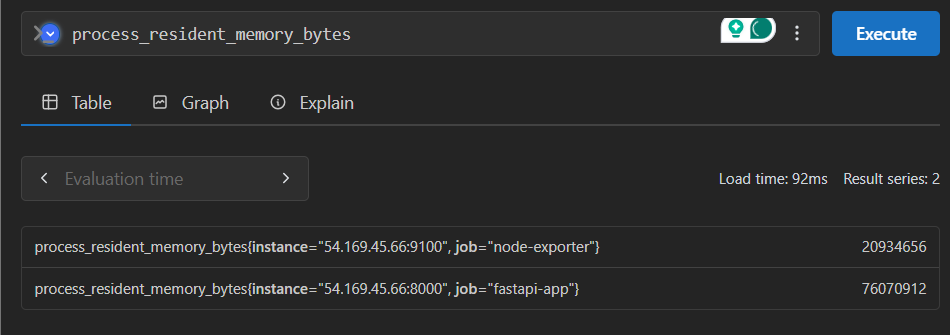 process_resident_memory_bytes
Execute
Table Graph Explain
Evaluation time
Load time: 92ms Result series: 2
process_resident_memory_bytes{instance="54.169.45.66:9100", job="node-exporter"} 20934656
process_resident_memory_bytes{instance="54.169.45.66:8000", job="fastapi-app"} 76070912